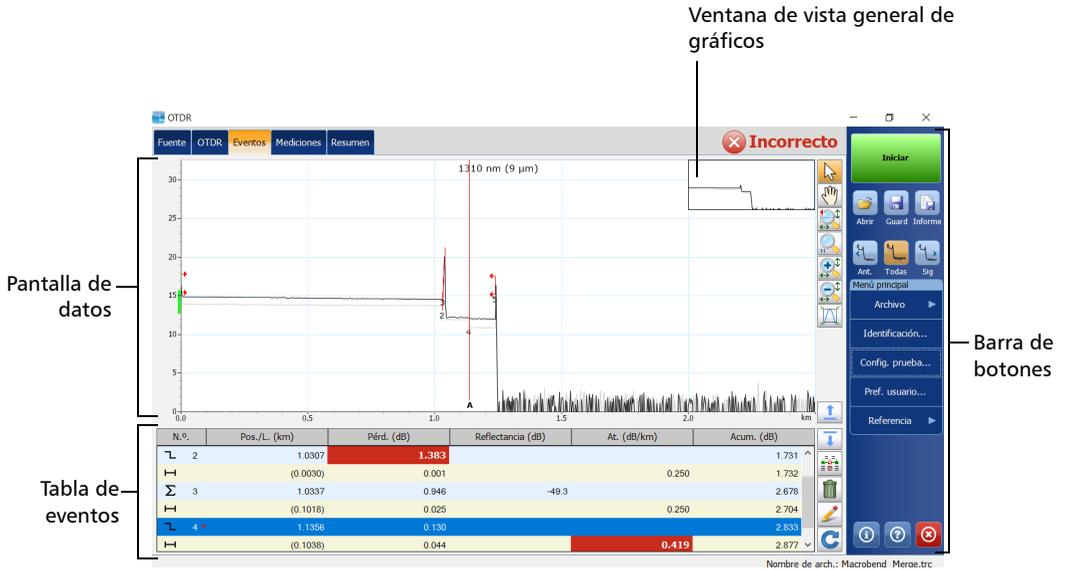 Ventana de vista general de
gráficos
OTDR
Fuente OTDR Eventos Mediciones Resumen
Incorrecto
Iniciar
1310 nm (9 µm)
30
25
20
15
10
5
0
0.0 0.5 1.0 1.5 2.0 km
2
4
A
Pantalla de
datos
Abrir Guard Informe
Ant. Todas Sig
Menú principal
Archivo
Identificación...
Config. prueba...
Pref. usuario...
Referencia
Barra de
botones
Tabla de
eventos
N.º. Pos./L. (km) Pérd. (dB) Reflectancia (dB) At. (dB/km) Acum. (dB)
2 1.0307 1.383 1.731
(0.0030) 0.001 0.250 1.732
Σ 3 1.0337 0.946 -49.3 2.678
(0.1018) 0.025 0.250 2.704
4 * 1.1356 0.130 2.833
(0.1038) 0.044 0.419 2.877
Nombre de arch.: Macrobend_Merge.trc